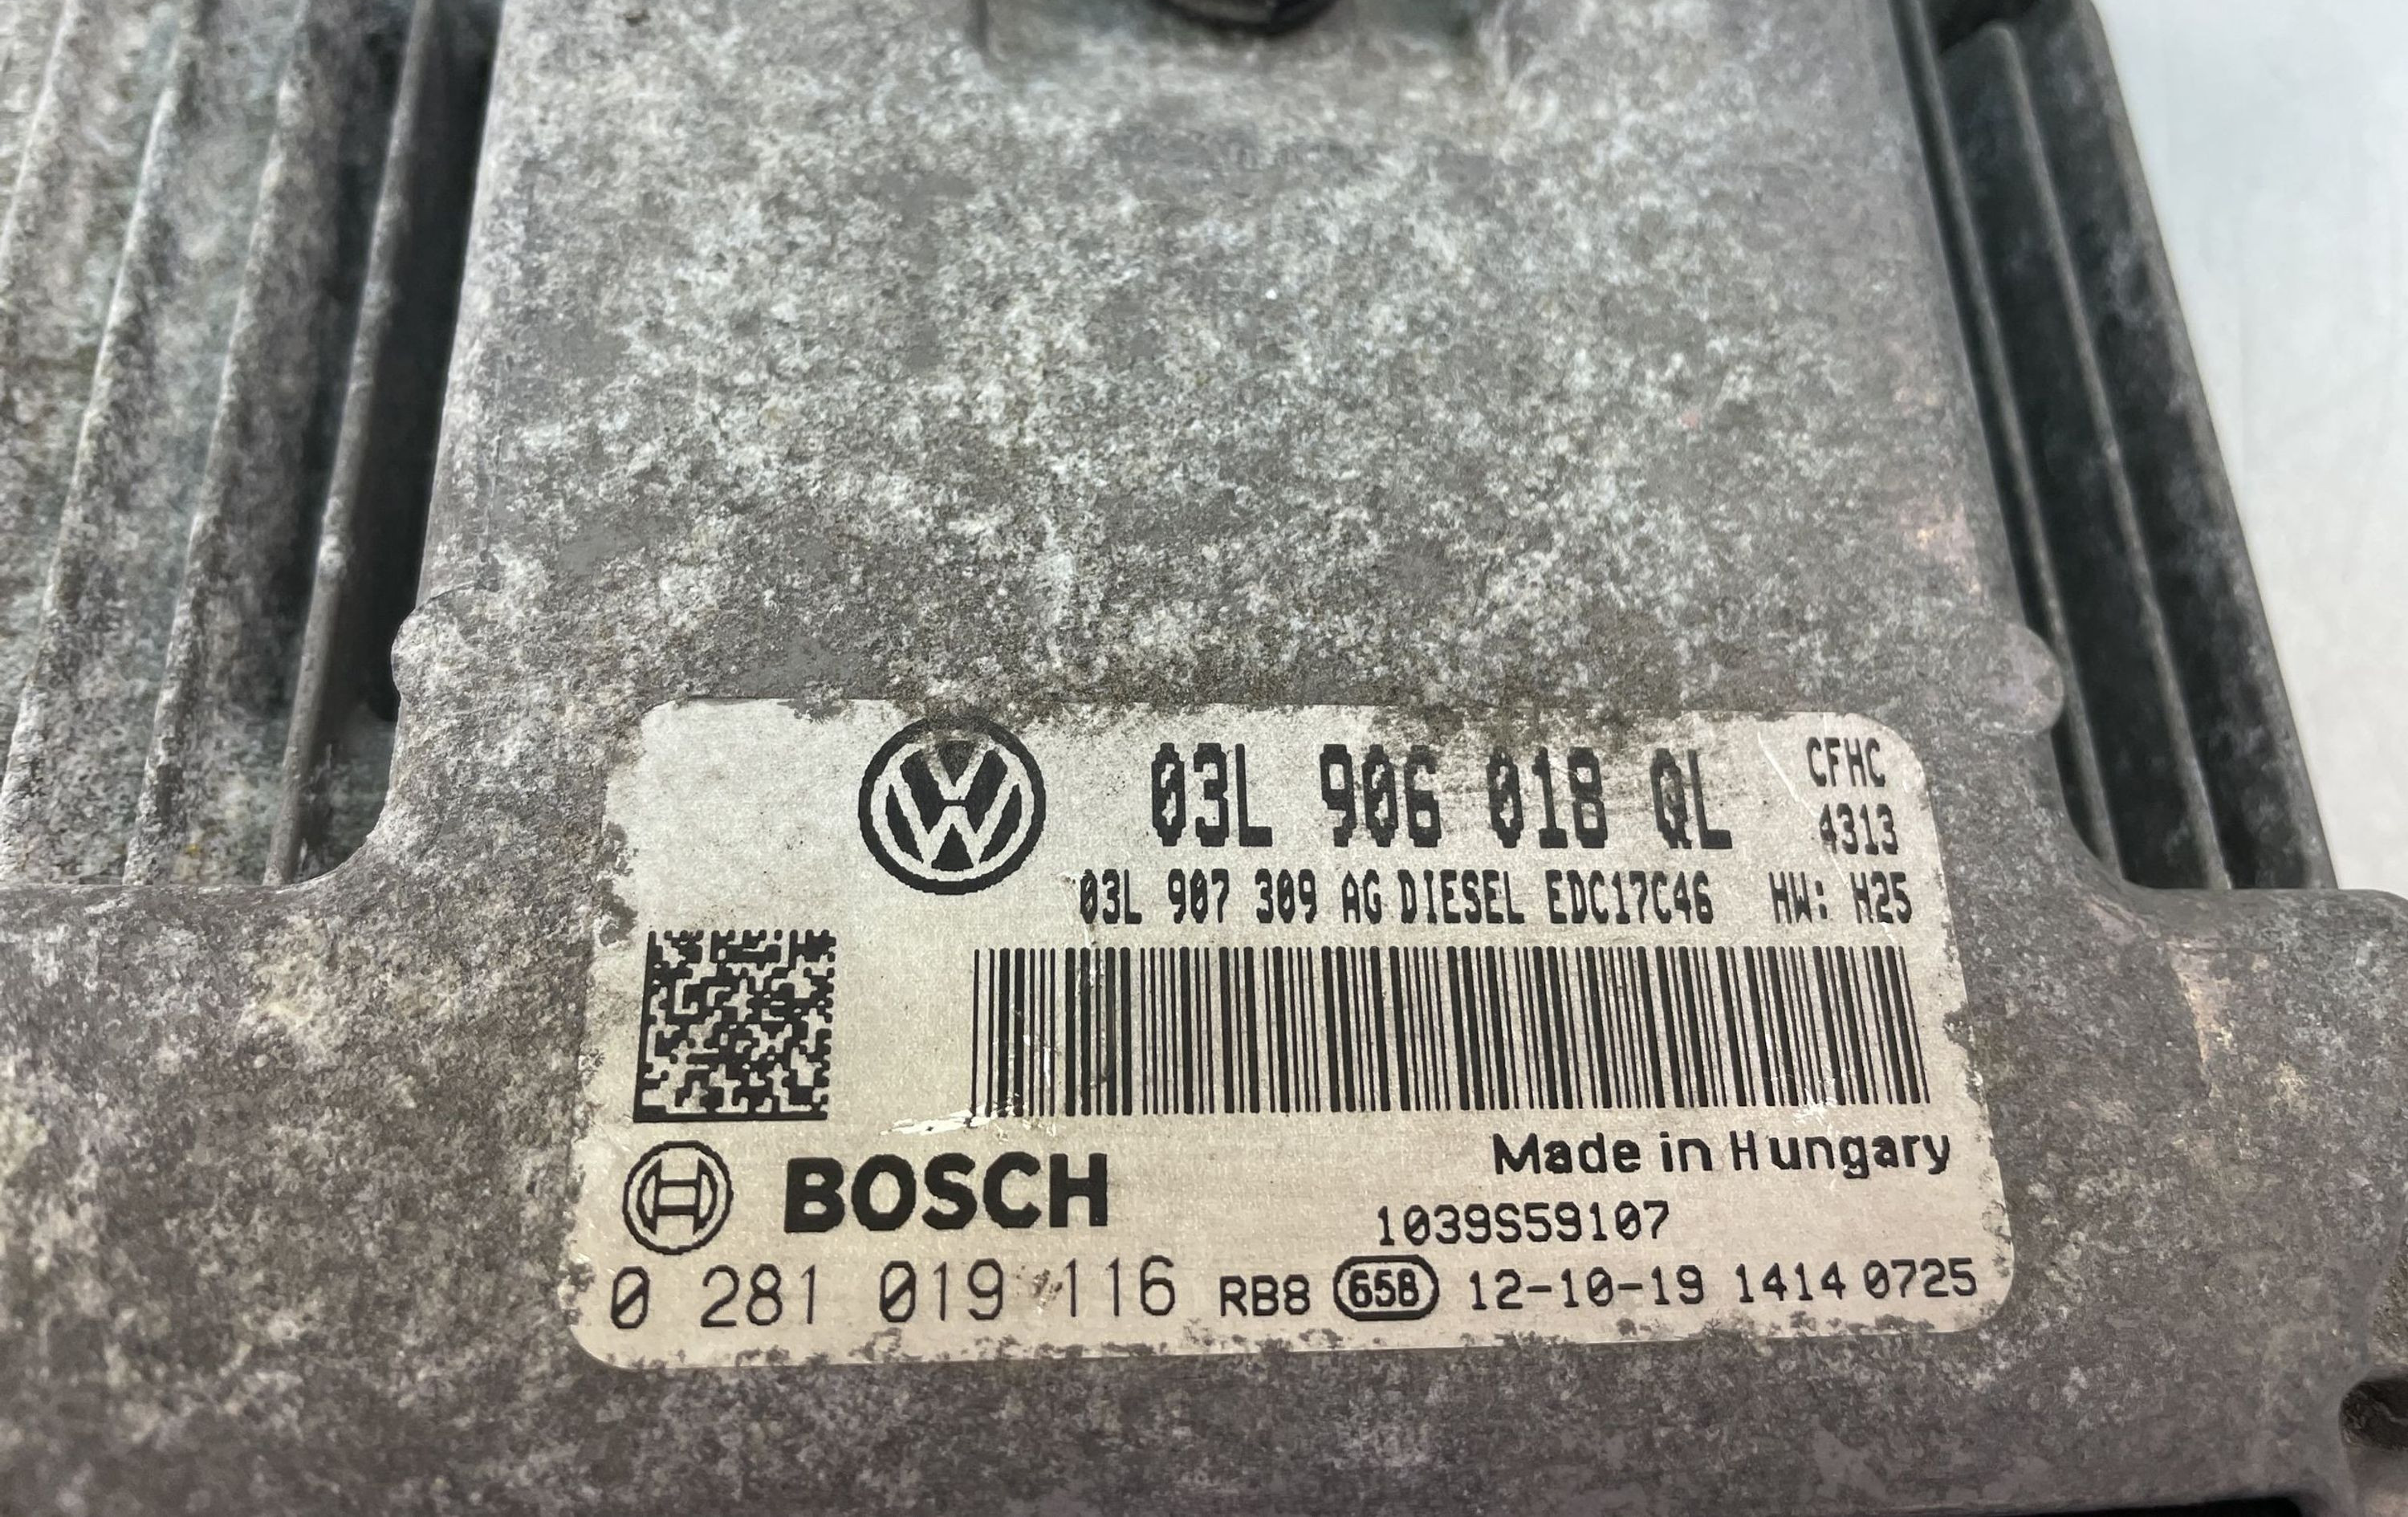 03L 906 018 QL
CFHC
4313
03L 907 309 AG DIESEL EDC17C46 HW: H25
Made in Hungary
BOSCH
1039S59107
0 281 019 116 RB8 65B 12-10-19 1414 0725